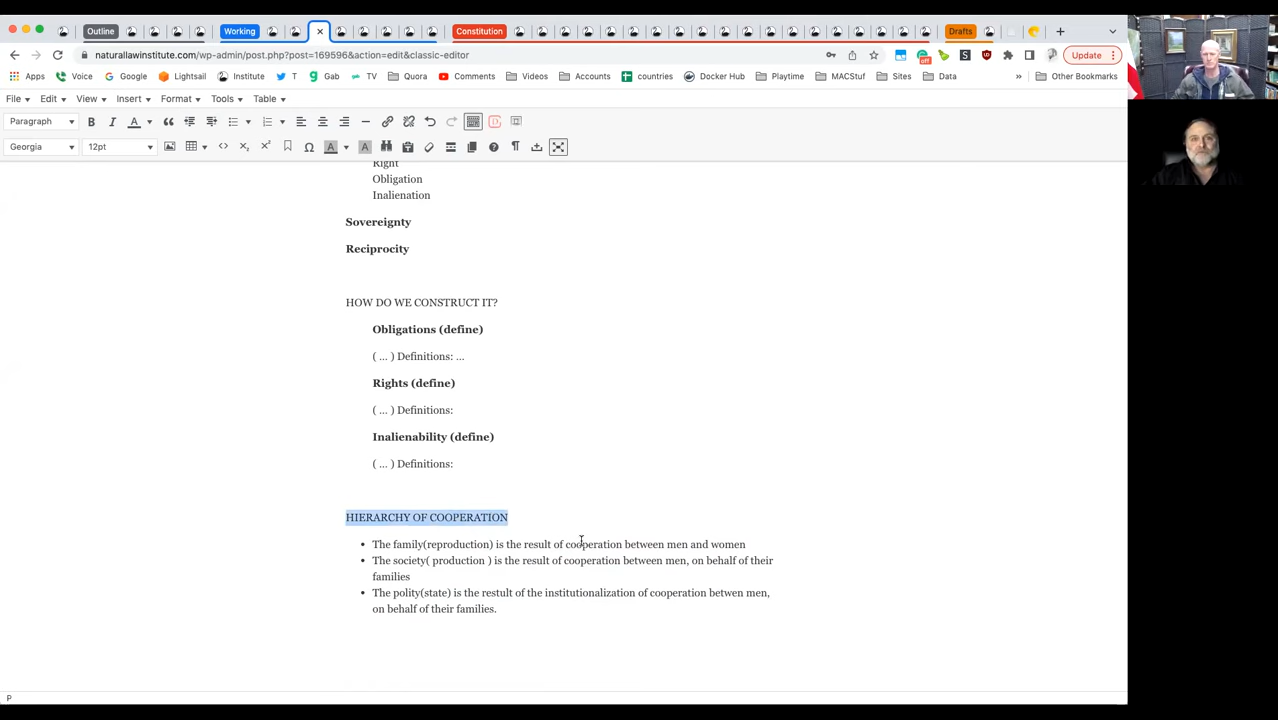 Outline
Working
Constitution
Drafts
naturallawinstitute.com/wp-admin/post.php?post=169596&action=edit&classic-editor
off
Update
Apps
Voice
Google
Lightsail
Institute
T
Gab
TV
Quora
Comments
Videos
Accounts
countries
Docker Hub
Playtime
MACStuf
Sites
Data
»
Other Bookmarks
File
Edit
View
Insert
Format
Tools
Table
Paragraph
Georgia
12pt
Right
Obligation
Inalienation
Sovereignty
Reciprocity
HOW DO WE CONSTRUCT IT?
Obligations (define)
( ... ) Definitions: ...
Rights (define)
( ... ) Definitions:
Inalienability (define)
( ... ) Definitions:
HIERARCHY OF COOPERATION
• The family(reproduction) is the result of cooperation between men and women
• The society( production ) is the result of cooperation between men, on behalf of their
families
• The polity(state) is the restult of the institutionalization of cooperation betwen men,
on behalf of their families.
P